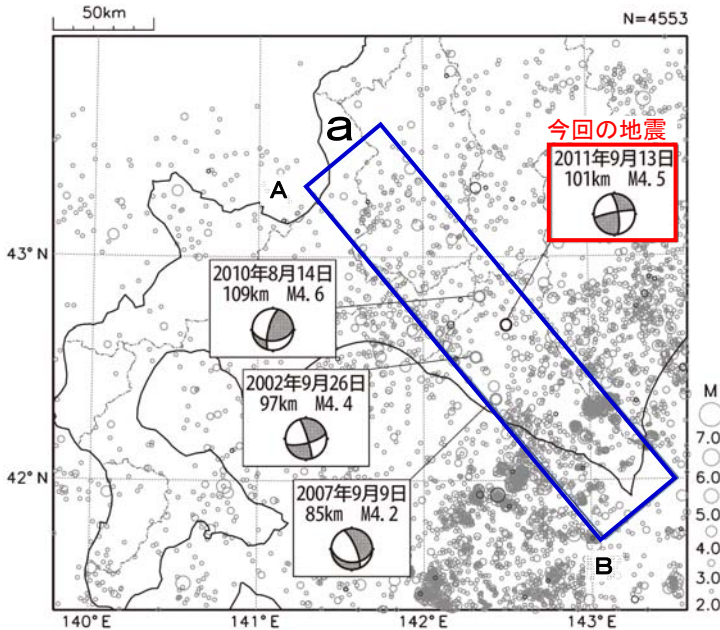 50km
N=4553
今回の地震
2011年9月13日
101km M4.5
a
A
43°N
2010年8月14日
109km M4.6
2002年9月26日
97km M4.4
2007年9月9日
85km M4.2
42°N
B
M
7.0
6.0
5.0
4.0
3.0
2.0
140°E
141°E
142°E
143°E